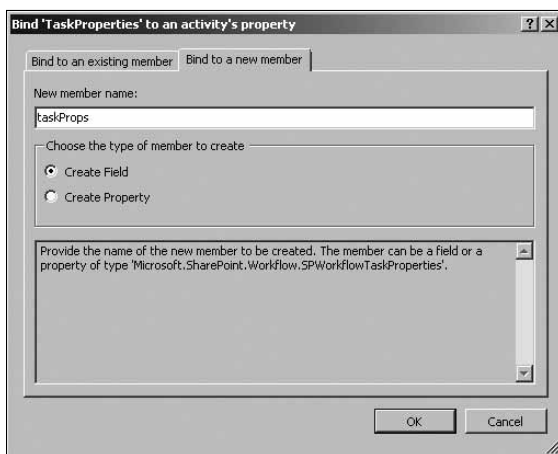 Bind 'TaskProperties' to an activity's property
Bind to an existing member
Bind to a new member
New member name:
taskProps
Choose the type of member to create
Create Field
Create Property
Provide the name of the new member to be created. The member can be a field or a
property of type 'Microsoft.SharePoint.Workflow.SPWorkflowTaskProperties'.
OK
Cancel